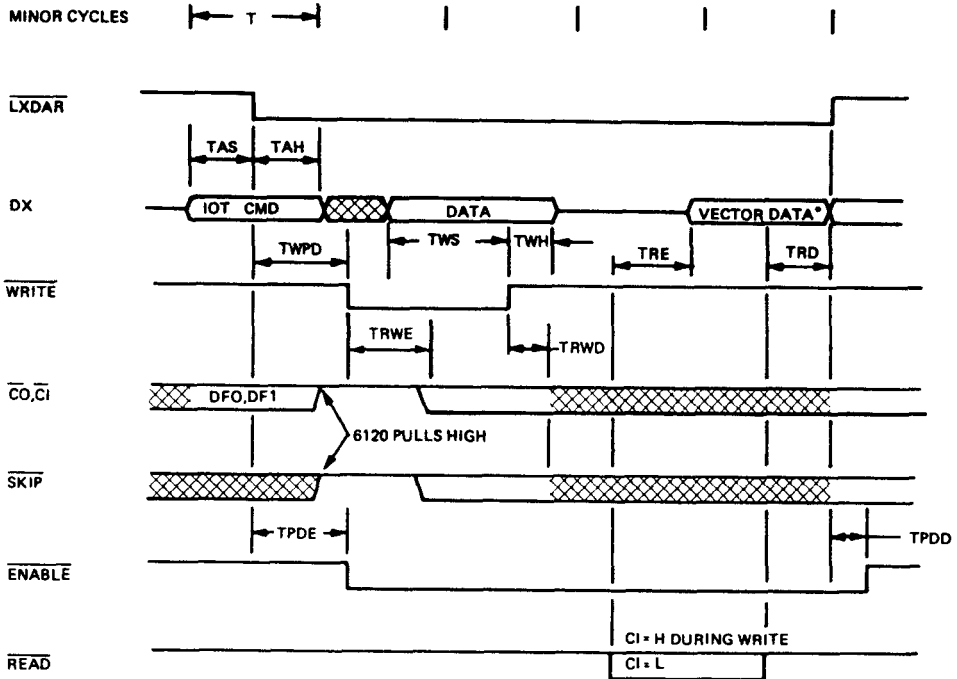 MINOR CYCLES T
LXDAR
TAS TAH
DX IOT CMD DATA VECTOR DATA*
TWPD TWS TWH TRE TRD
WRITE
TRWE TRWD
CO,CI DFO,DF1
6120 PULLS HIGH
SKIP
TPDE TPDD
ENABLE
CI = H DURING WRITE
READ CI = L